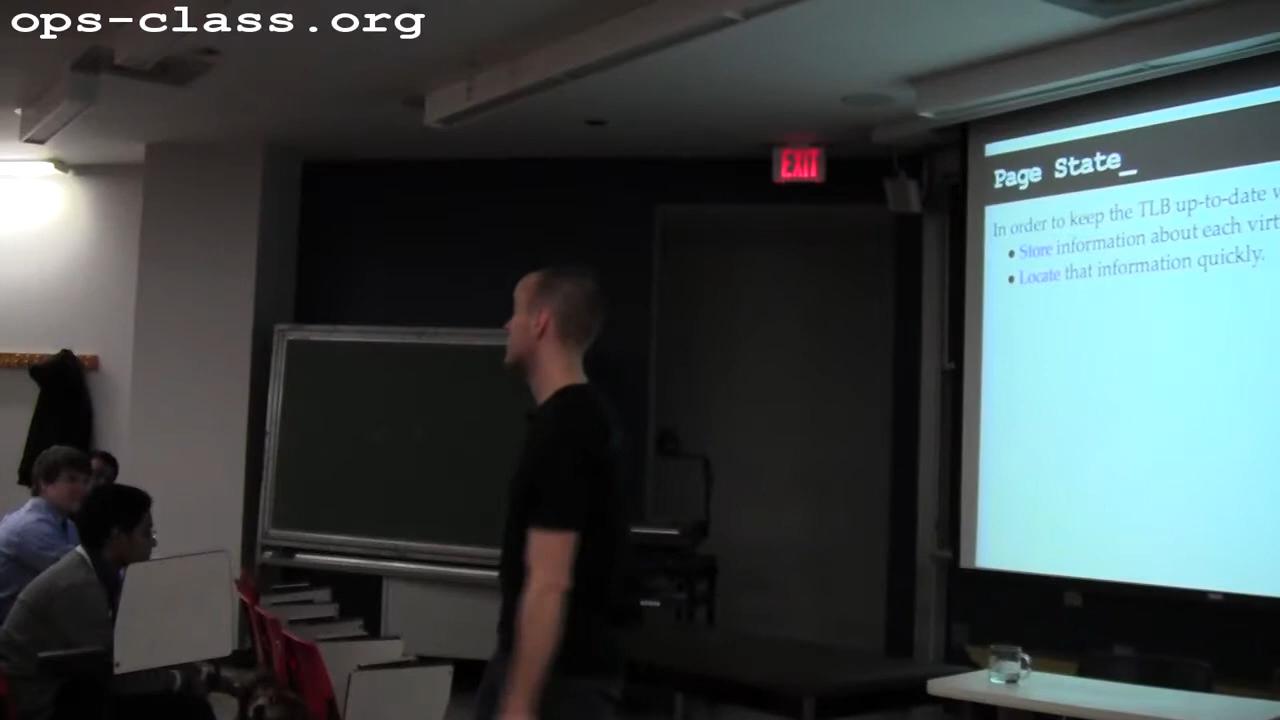 ops-class.org
EXIT
Page State_
In order to keep the TLB up-to-date
• Store information about each
• Locate that information quickly.